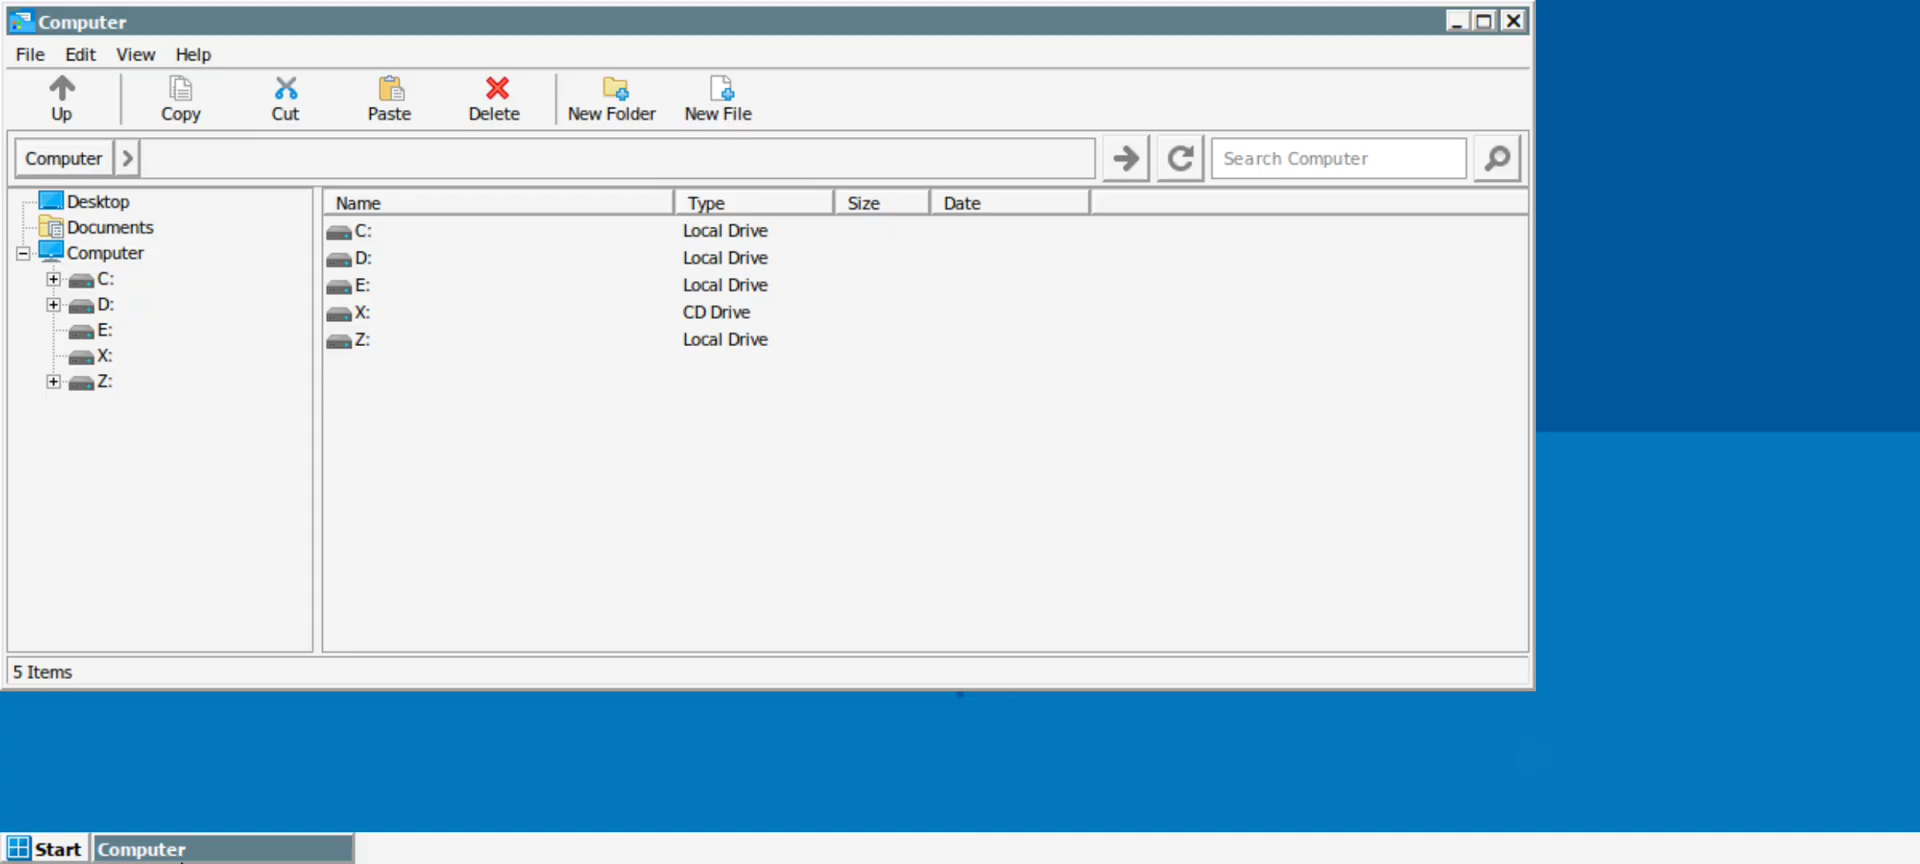 Computer
File Edit View Help
Up Copy Cut Paste Delete New Folder New File
Computer Search Computer
Desktop
Documents
Computer
C:
D:
E:
X:
Z:
Name Type Size Date
C: Local Drive
D: Local Drive
E: Local Drive
X: CD Drive
Z: Local Drive
5 Items
Start Computer